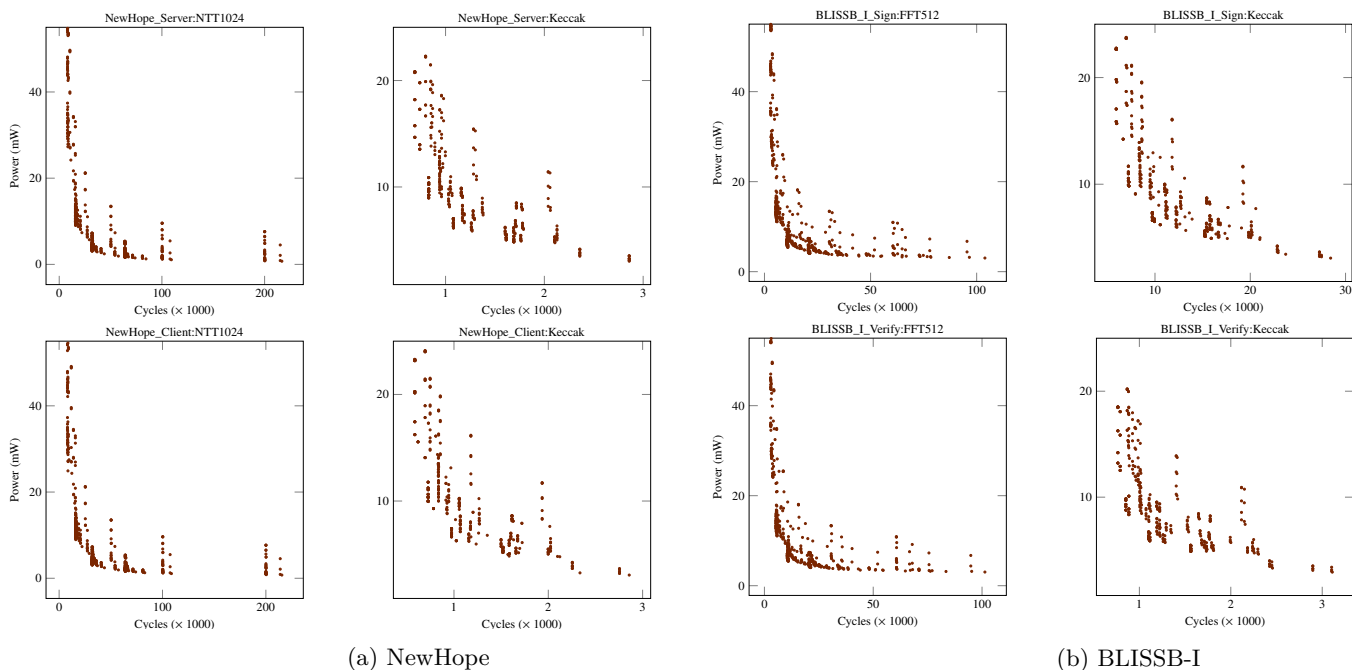 NewHope_Server:NTT1024
Power (mW)
40
20
0
0
100
200
Cycles (× 1000)
NewHope_Server:Keccak
20
10
1
2
3
Cycles (× 1000)
NewHope_Client:NTT1024
Power (mW)
40
20
0
0
100
200
Cycles (× 1000)
NewHope_Client:Keccak
20
10
1
2
3
Cycles (× 1000)
(a) NewHope
BLISSB_I_Sign:FFT512
Power (mW)
40
20
0
0
50
100
Cycles (× 1000)
BLISSB_I_Sign:Keccak
20
10
10
20
30
Cycles (× 1000)
BLISSB_I_Verify:FFT512
Power (mW)
40
20
0
0
50
100
Cycles (× 1000)
BLISSB_I_Verify:Keccak
20
10
1
2
3
Cycles (× 1000)
(b) BLISSB-I